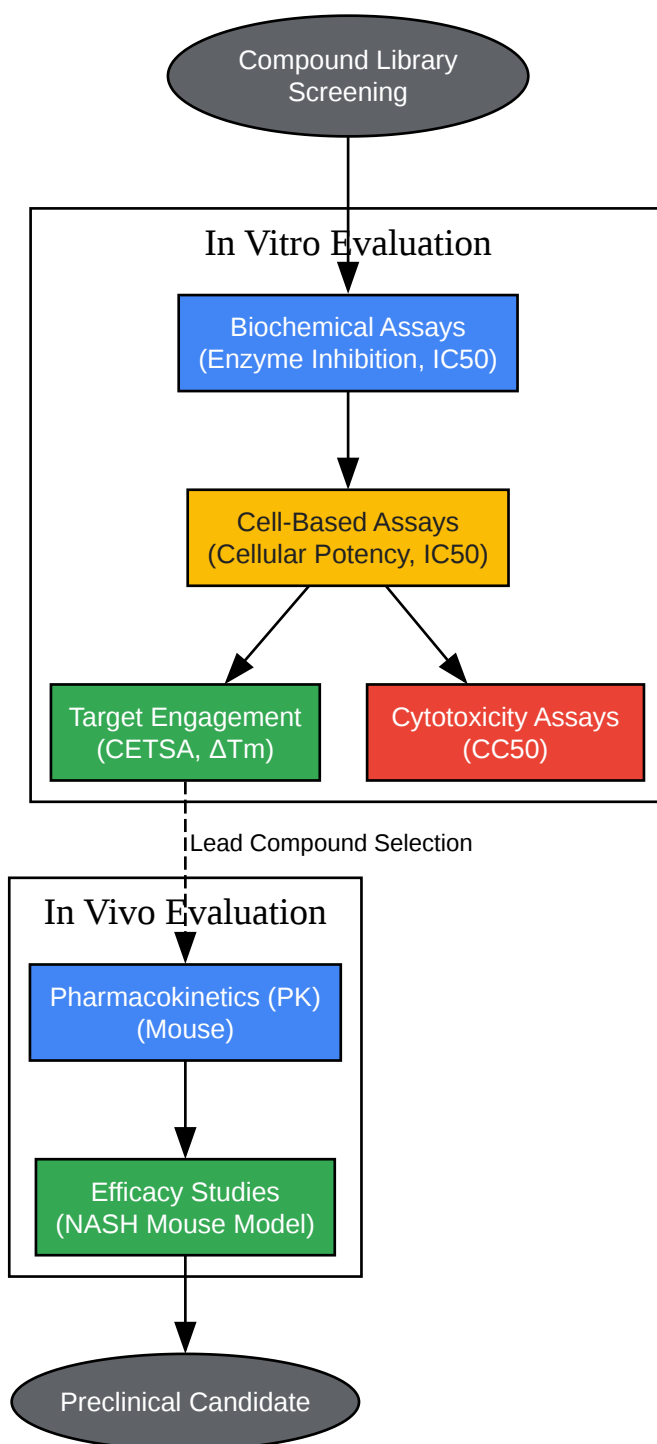 Compound Library
Screening
In Vitro Evaluation
Biochemical Assays
(Enzyme Inhibition, IC50)
Cell-Based Assays
(Cellular Potency, IC50)
Target Engagement
(CETSA, ΔTm)
Cytotoxicity Assays
(CC50)
Lead Compound Selection
In Vivo Evaluation
Pharmacokinetics (PK)
(Mouse)
Efficacy Studies
(NASH Mouse Model)
Preclinical Candidate